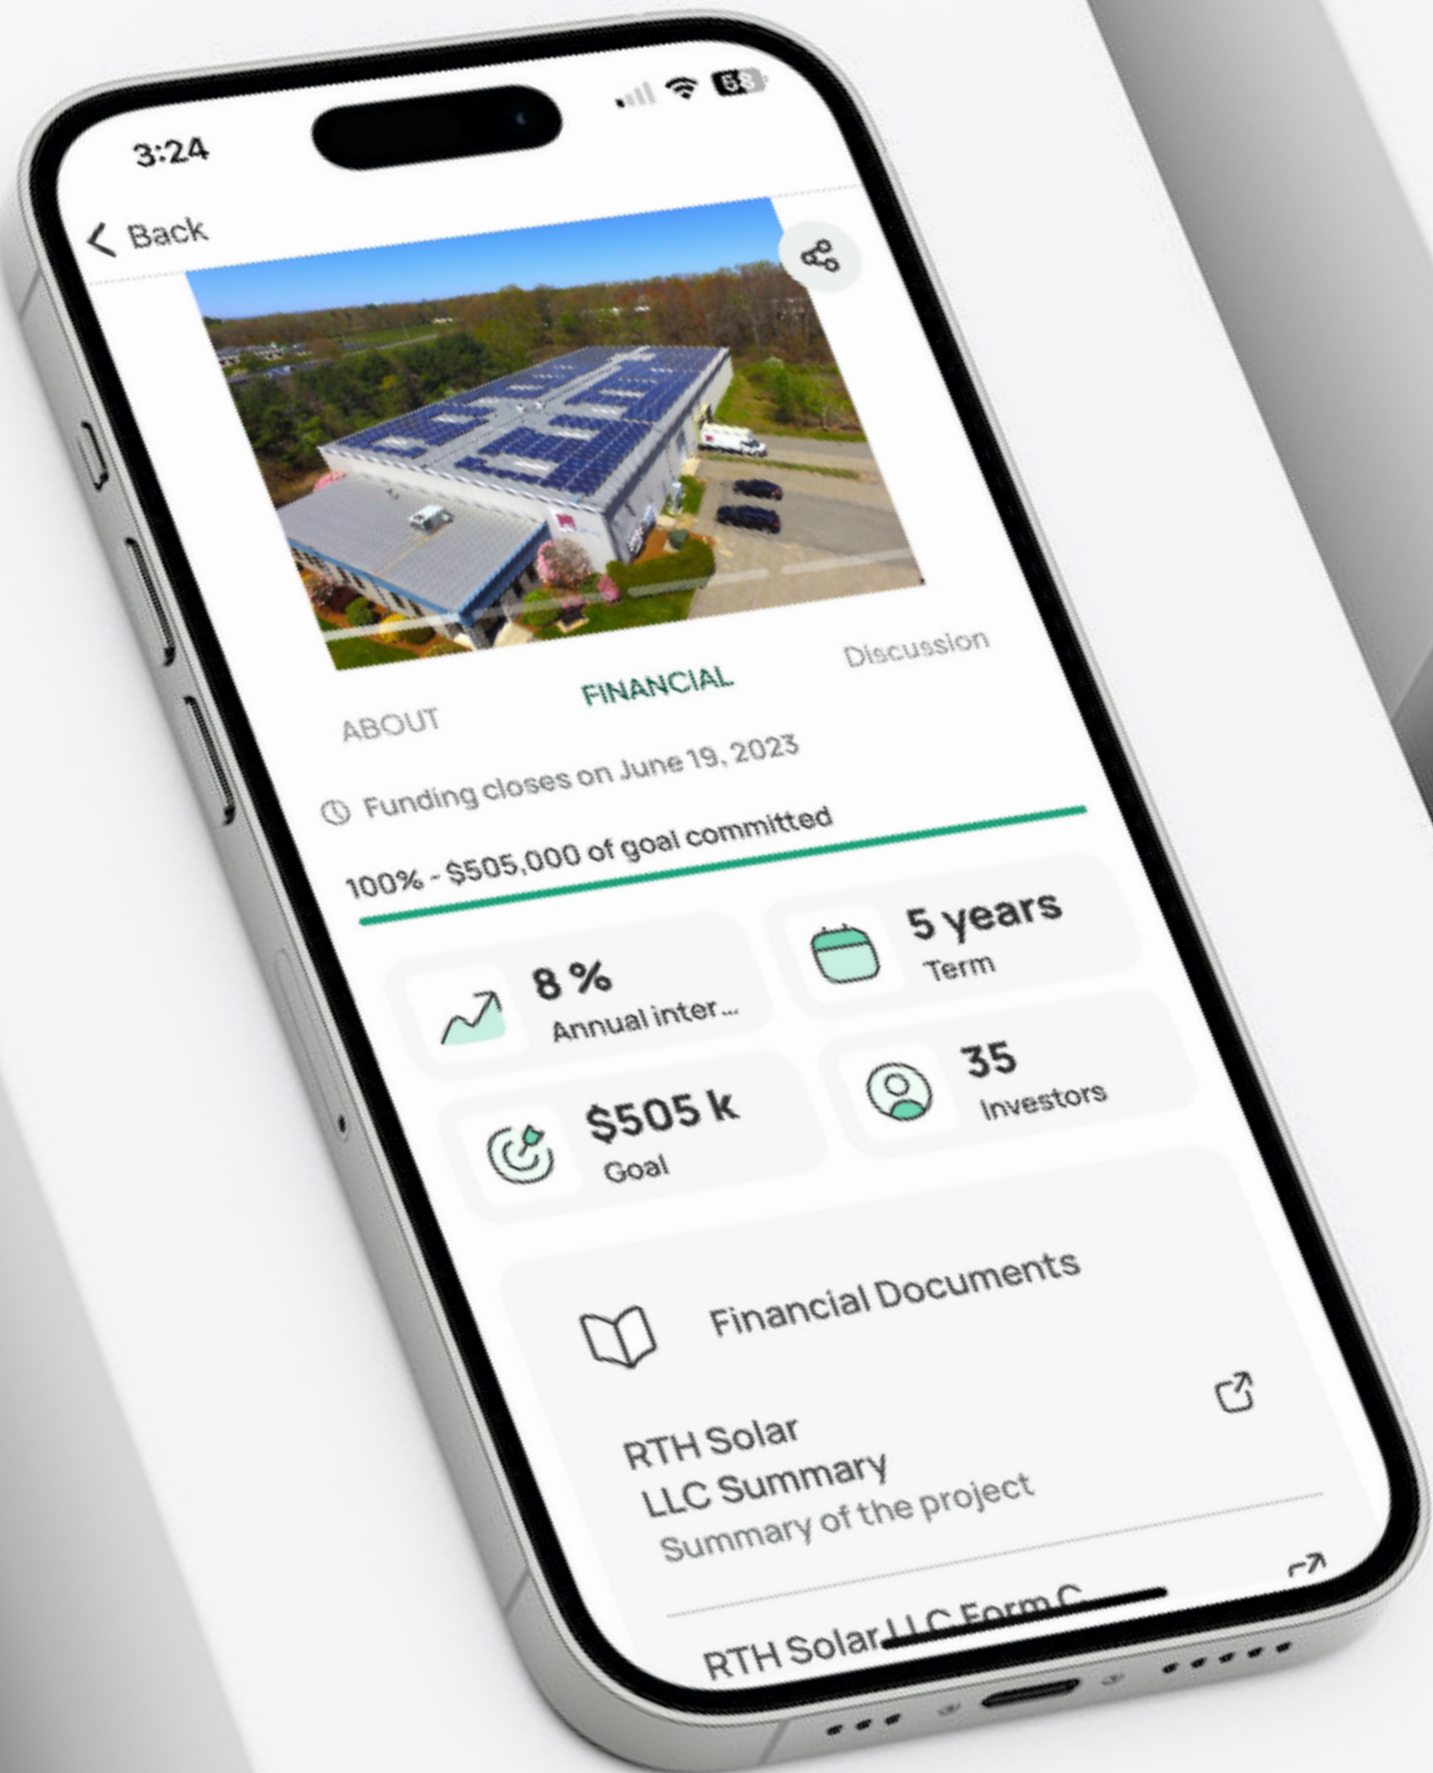 3:24
58
Back
ABOUT
FINANCIAL
Discussion
Funding closes on June 19, 2023
100% - $505,000 of goal committed
8 %
Annual inter...
5 years
Term
$505 k
Goal
35
Investors
Financial Documents
RTH Solar
LLC Summary
Summary of the project
RTH Solar LLC Form C